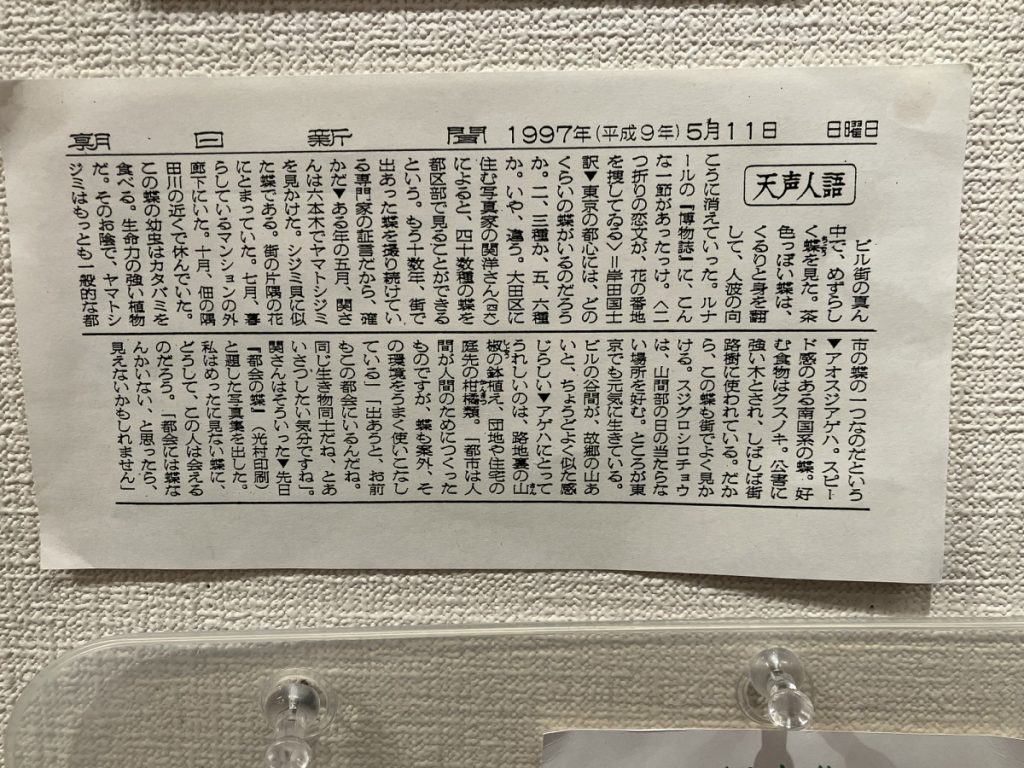 朝日新聞 1997年(平成9年)5月11日 日曜日
天声人語
ビル街の真ん
中で、めずらし
く蝶を見た。茶
色っぽい蝶は、
くるりと身を翻
して、人波の向
こうに消えていった。ルナ
ールの『博物誌』に、こん
な一節があったっけ。〈二
つ折りの恋文が、花の番地
を捜してゐる〉=岸田国士
訳▼東京の都心には、どの
くらいの蝶がいるのだろう
か。二、三種か、五、六種
か。いや、違う。大田区に
住む写真家の関洋さん
によると、四十数種の蝶を
都区部で見ることができる
という。もう十数年、街で
出あった蝶を撮り続けてい
る専門家の証言だから、確
かだ▼ある年の五月、関さ
んは六本木でヤマトシジミ
を見かけた。シジミ貝に似
た蝶である。街の片隅の花
にとまっていた。七月、暮
らしているマンションの外
廊下にいた。十月、佃の隅
田川の近くで休んでいた。
この蝶の幼虫はカタバミを
食べる。生命力の強い植物
だ。そのお陰で、ヤマトシ
ジミはもっとも一般的な都
市の蝶の一つなのだという
▼アオスジアゲハ。スピー
ド感のある南国系の蝶。好
む食物はクスノキ。公害に
強い木とされ、しばしば街
路樹に使われている。だか
ら、この蝶も街でよく見か
ける。スジグロシロチョウ
は、山間部の日の当たらな
い場所を好む。ところが東
京でも元気に生きている。
ビルの谷間が、故郷の山あ
いと、ちょうどよく似た感
じらしい▼アゲハにとって
うれしいのは、路地裏の山
椒の鉢植え、団地や住宅の
庭先の柑橘類。「都市は人
間が人間のためにつくった
ものですが、蝶も案外、そ
の環境をうまく使いこなし
ている」「出あうと、お前
もこの都会にいるんだね。
同じ生き物同士だね、とあ
いさつしたい気分ですね」。
関さんはそういった▼先日
『都会の蝶』(光村印刷)
と題した写真集を出した。
私はめったに見ない蝶に、
どうして、この人は会える
のだろう。「都会には蝶な
んかいない、と思ったら、
見えないかもしれません」